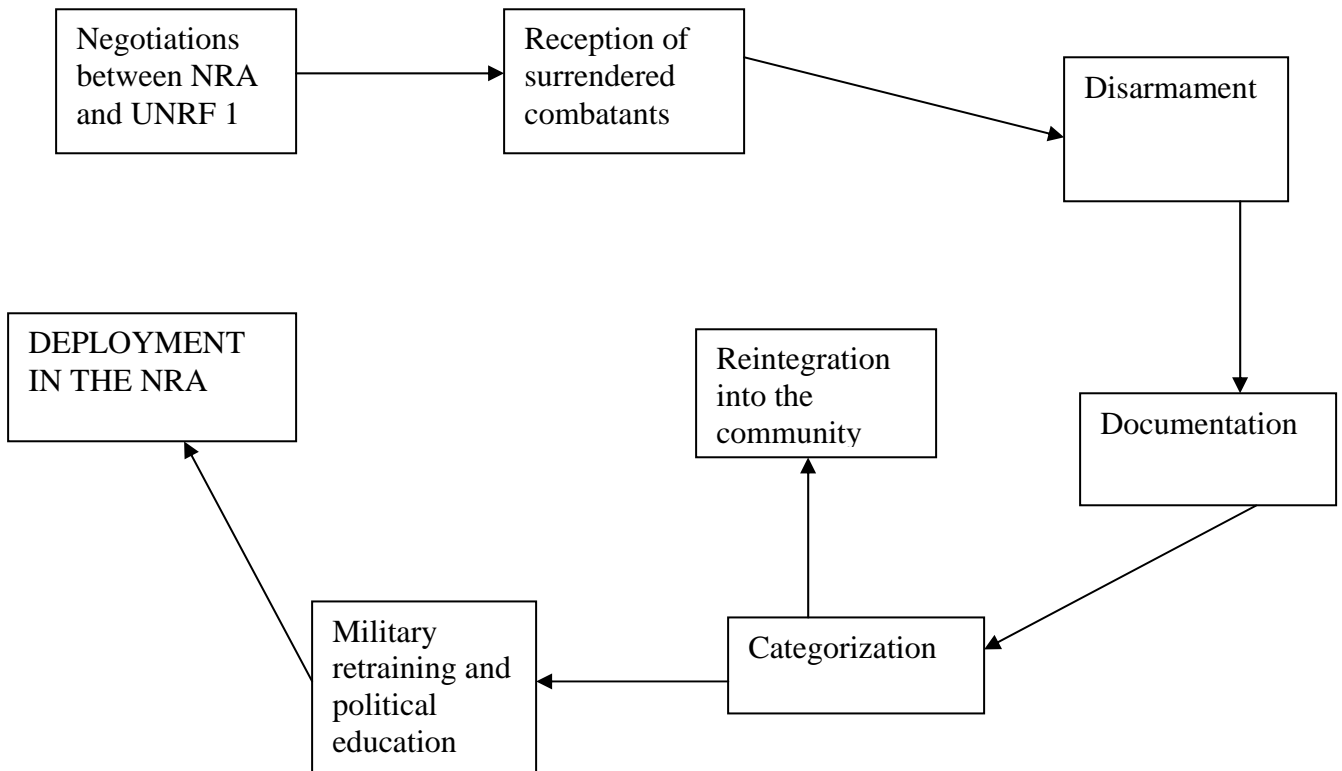 Negotiations
between NRA
and UNRF 1
Reception of
surrendered
combatants
Disarmament
Documentation
Categorization
Reintegration
into the
community
Military
retraining and
political
education
DEPLOYMENT
IN THE NRA